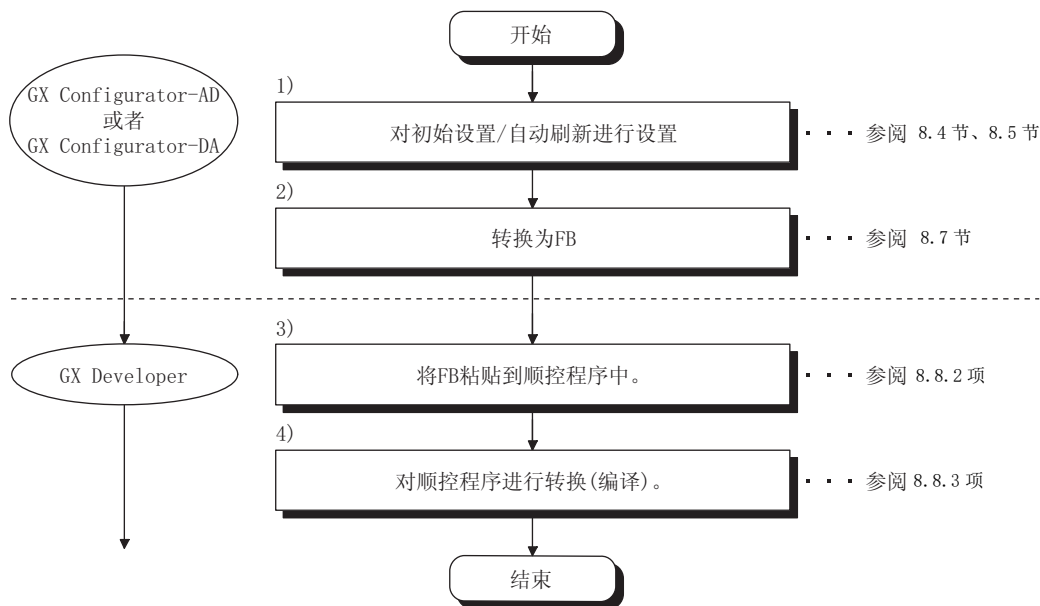 开始
GX Configurator-AD
或者
GX Configurator-DA
1)
对初始设置/自动刷新进行设置
··· 参阅 8.4 节、8.5 节
2)
转换为FB
··· 参阅 8.7 节
GX Developer
3)
将FB粘贴到顺控程序中。
··· 参阅 8.8.2 项
4)
对顺控程序进行转换(编译)。
··· 参阅 8.8.3 项
结束